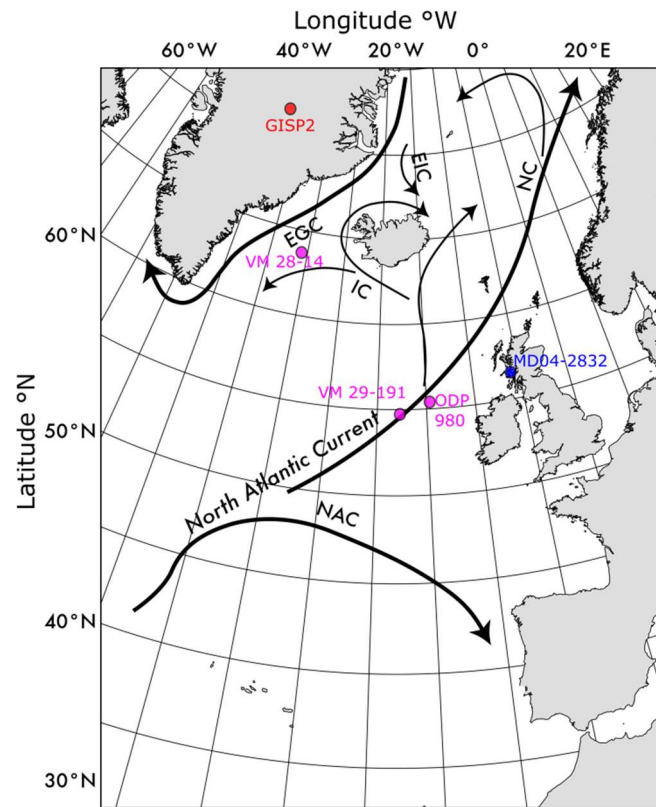 Longitude °W
60°W
40°W
20°W
0°
20°E
GISP2
EIC
NC
60°N
EGC
VM 28-14
IC
MD04-2832
VM 29-191
ODP
980
50°N
North Atlantic Current
Latitude °N
NAC
40°N
30°N